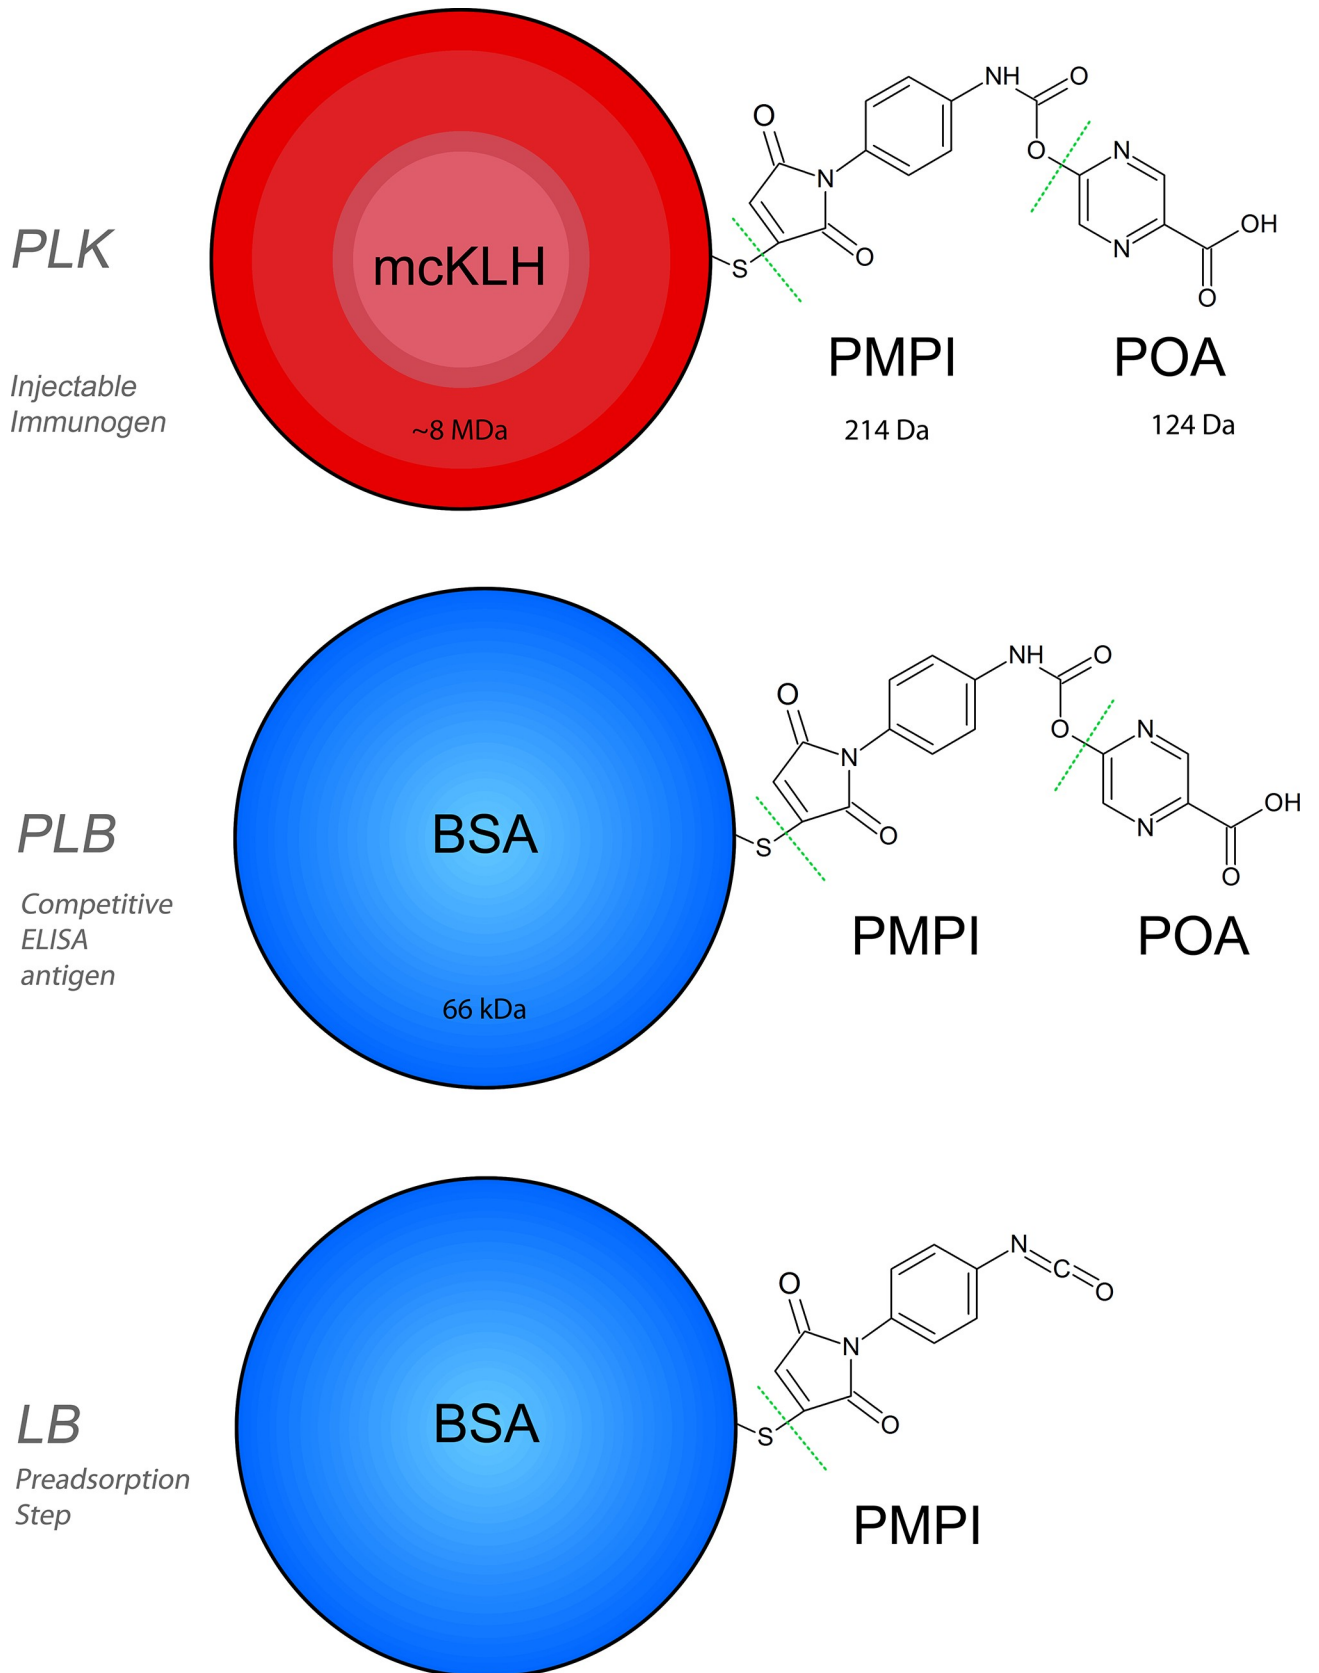 PLK
Injectable
Immunogen
mcKLH
~8 MDa
S
O
N
O
NH
O
O
N
N
OH
O
PMPI
214 Da
POA
124 Da
PLB
Competitive
ELISA
antigen
BSA
66 kDa
S
O
N
O
NH
O
O
N
N
OH
O
PMPI
POA
LB
Preadsorption
Step
BSA
S
O
N
O
N
C
O
PMPI